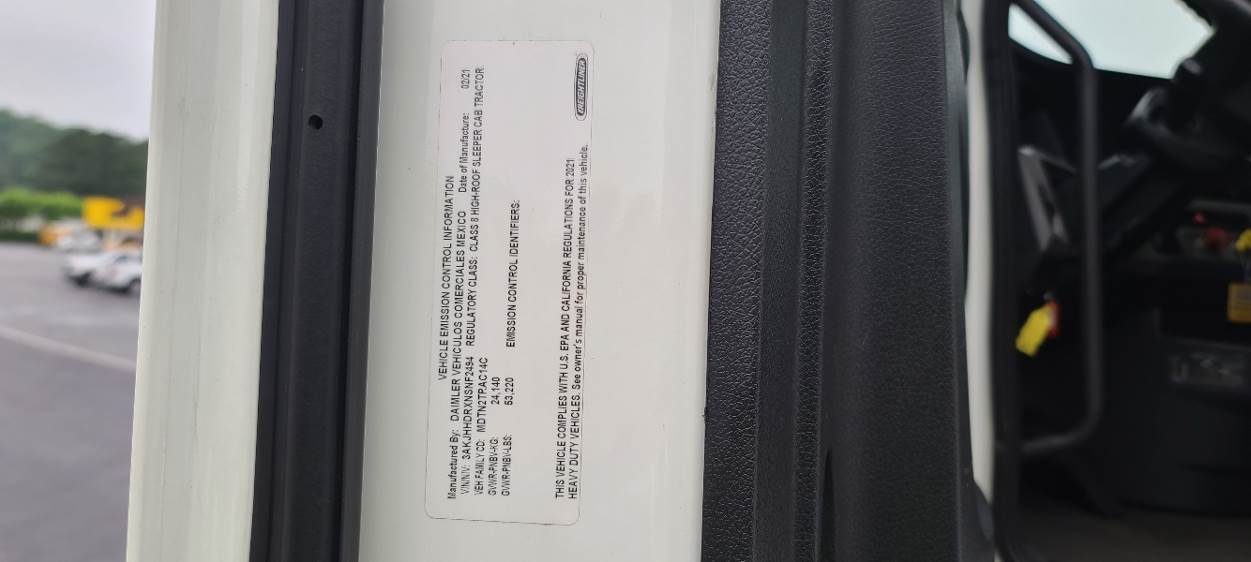 VEHICLE EMISSION CONTROL INFORMATION
Manufactured By: DAIMLER VEHICULOS COMERCIALES MEXICO Date of Manufacture: 02/21
VIN/NIV: 3AKJHHDRXNSNF2494 REGULATORY CLASS: CLASS 8 HIGH-ROOF SLEEPER CAB TRACTOR
VEH FAMILY CD: MDTN2TRAC14C
GVWR-PNBV-KG: 24,140
GVWR-PNBV-LBS: 53,220 EMISSION CONTROL IDENTIFIERS:
THIS VEHICLE COMPLIES WITH U.S. EPA AND CALIFORNIA REGULATIONS FOR 2021
HEAVY DUTY VEHICLES. See owner's manual for proper maintenance of this vehicle.
FREIGHTLINER